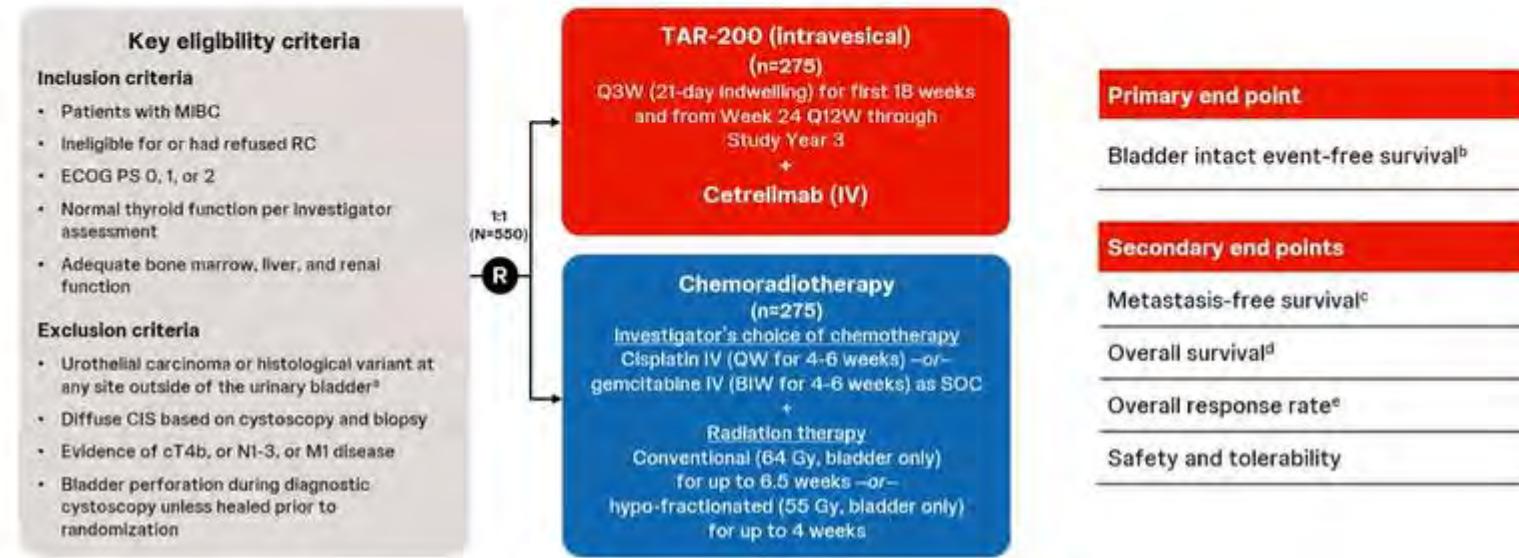 Key eligibility criteria
Inclusion criteria
• Patients with MIBC
• Ineligible for or had refused RC
• ECOG PS 0, 1, or 2
• Normal thyroid function per investigator
assessment
• Adequate bone marrow, liver, and renal
function
Exclusion criteria
• Urothelial carcinoma or histological variant at
any site outside of the urinary bladderᵃ
• Diffuse CIS based on cystoscopy and biopsy
• Evidence of cT4b, or N1-3, or M1 disease
• Bladder perforation during diagnostic
cystoscopy unless healed prior to
randomization
1:1
(N=550)
R
TAR-200 (intravesical)
(n=275)
Q3W (21-day indwelling) for first 18 weeks
and from Week 24 Q12W through
Study Year 3
+
Cetrelimab (IV)
Chemoradiotherapy
(n=275)
Investigator's choice of chemotherapy
Cisplatin IV (QW for 4-6 weeks) –or–
gemcitabine IV (BIW for 4-6 weeks) as SOC
+
Radiation therapy
Conventional (64 Gy, bladder only)
for up to 6.5 weeks –or–
hypo-fractionated (55 Gy, bladder only)
for up to 4 weeks
Primary end point
Bladder intact event-free survivalᵇ
Secondary end points
Metastasis-free survivalᶜ
Overall survivalᵈ
Overall response rateᵉ
Safety and tolerability